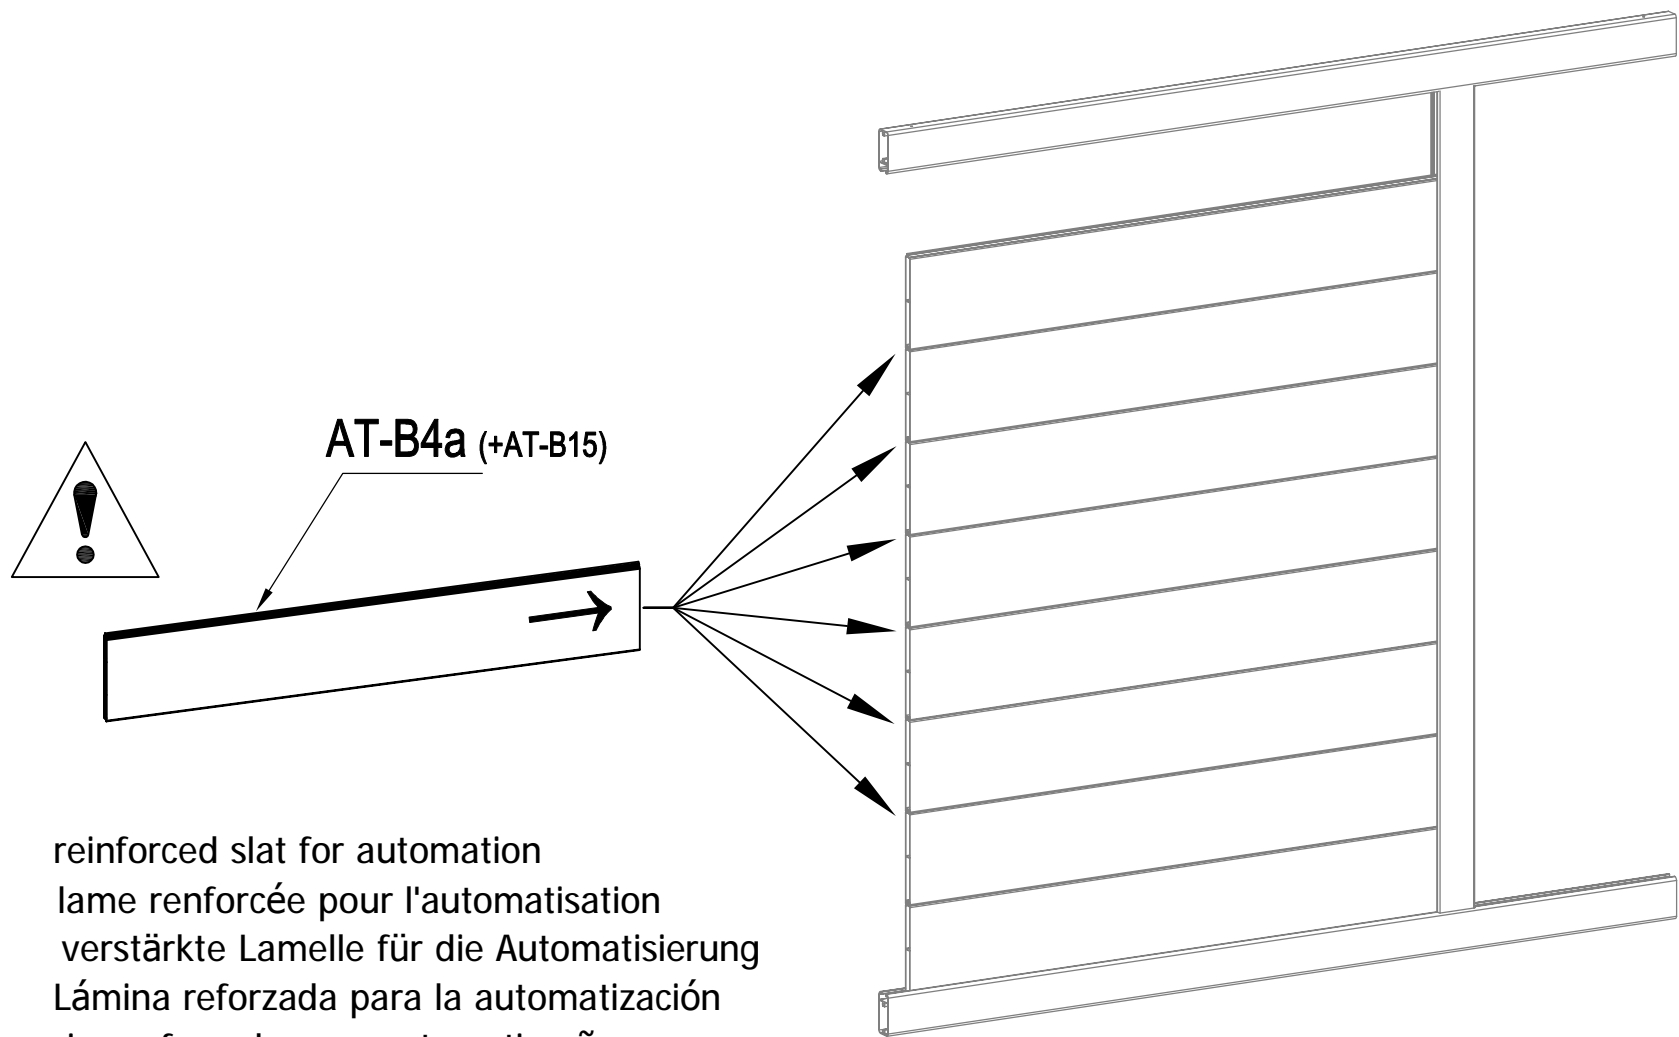 AT-B4a (+AT-B15)
reinforced slat for automation
lame renforcée pour l'automatisation
verstärkte Lamelle für die Automatisierung
Lámina reforzada para la automatización